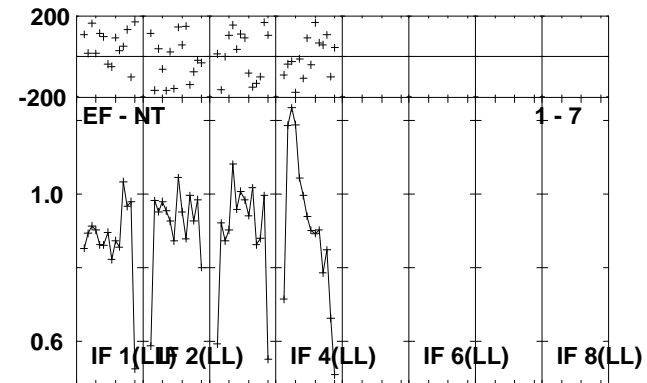 200
-200
EF - NT
1 - 7
1.0
0.6
IF 1(LL)
IF 2(LL)
IF 4(LL)
IF 6(LL)
IF 8(LL)